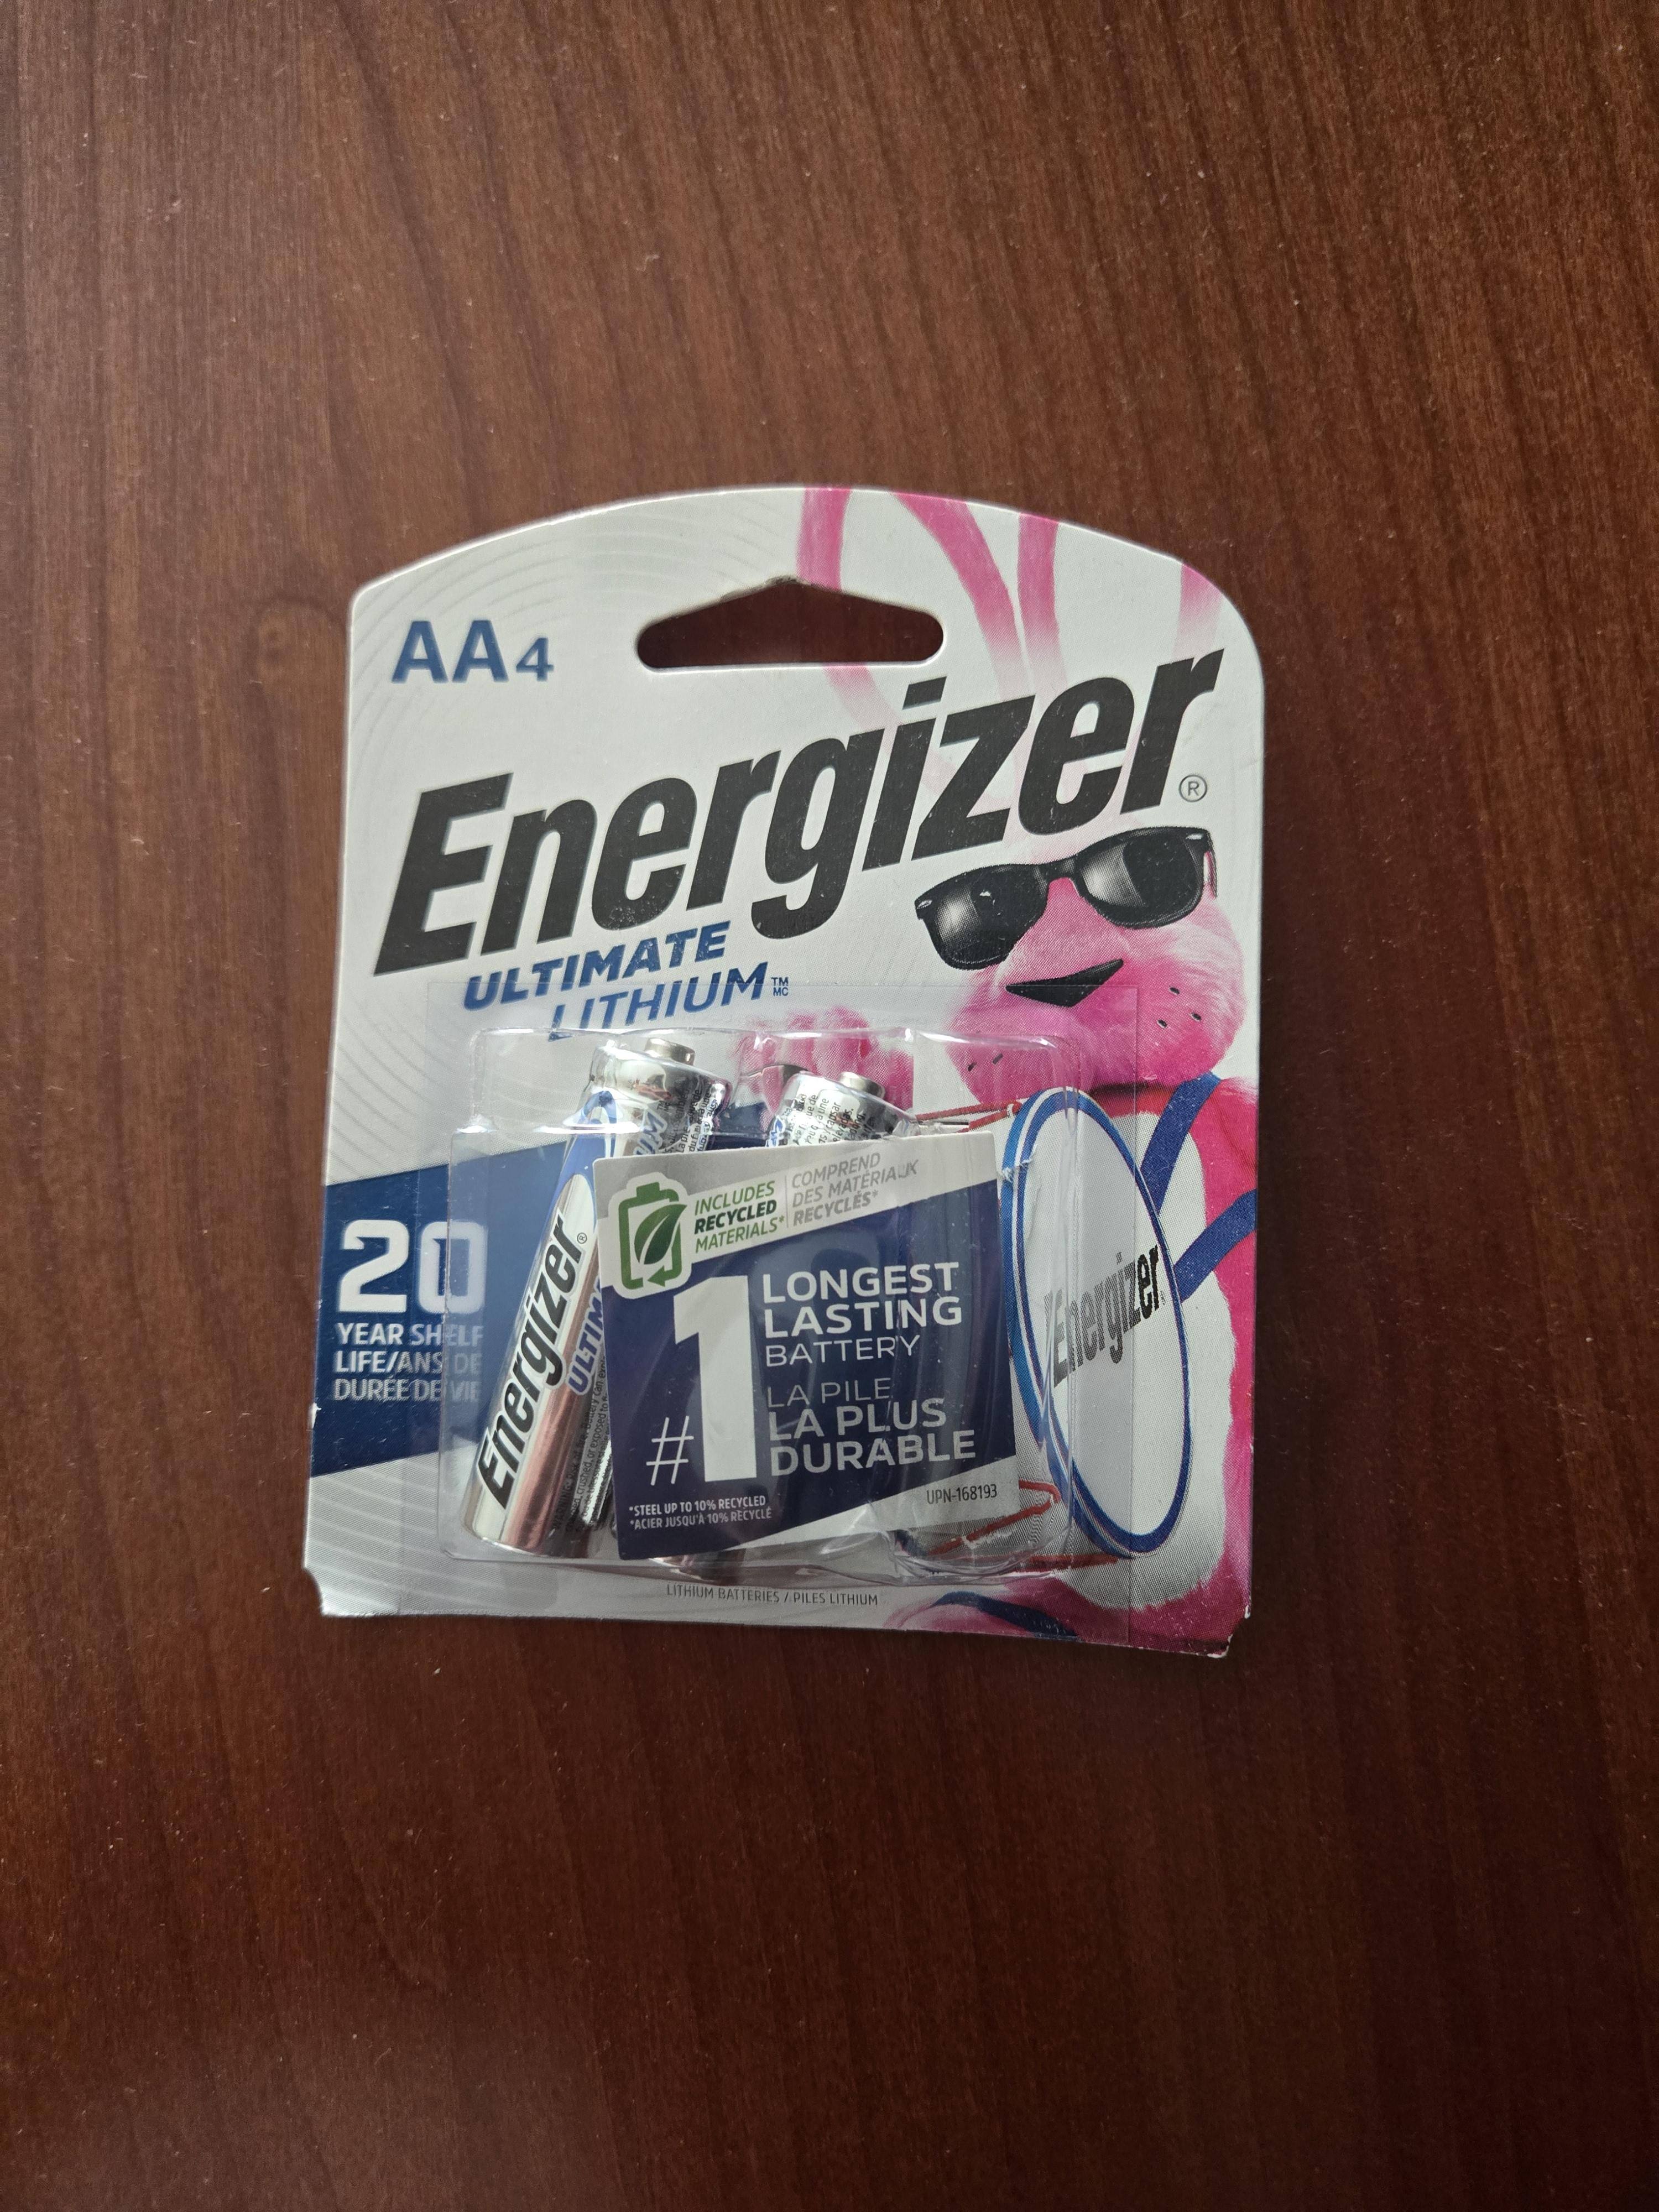 AA4
Energizer®
ULTIMATE
LITHIUM™
MC
20
YEAR SHELF
LIFE/ANS DE
DURÉE DE VIE
Energizer®
INCLUDES
RECYCLED
MATERIALS*
COMPREND
DES MATÉRIAUX
RECYCLÉS*
#1
LONGEST
LASTING
BATTERY
LA PILE
LA PLUS
DURABLE
*STEEL UP TO 10% RECYCLED
*ACIER JUSQU'À 10% RECYCLÉ
UPN-168193
Energizer
LITHIUM BATTERIES / PILES LITHIUM